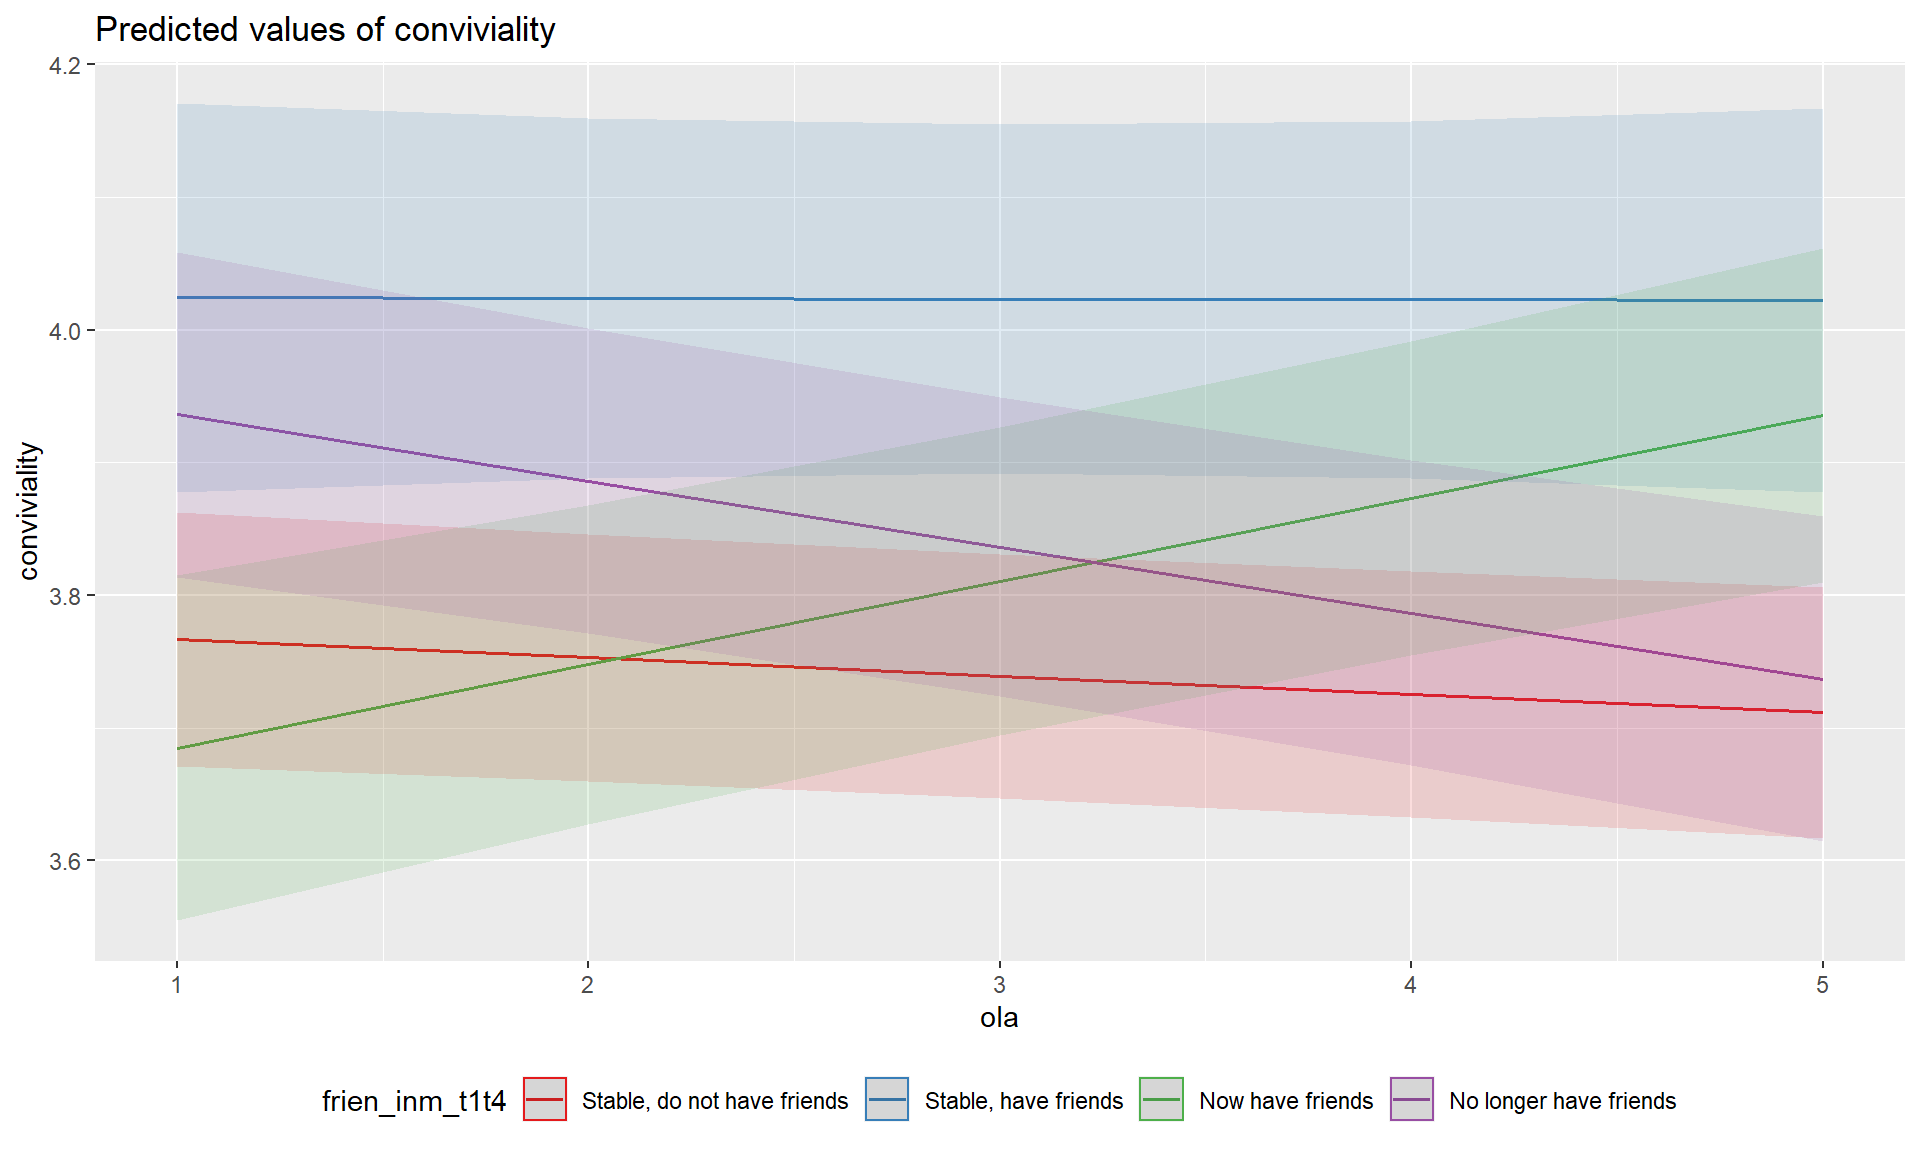 Predicted values of conviviality
4.2
4.0
3.8
3.6
conviviality
1 2 3 4 5
ola
frien_inm_t1t4 Stable, do not have friends Stable, have friends Now have friends No longer have friends